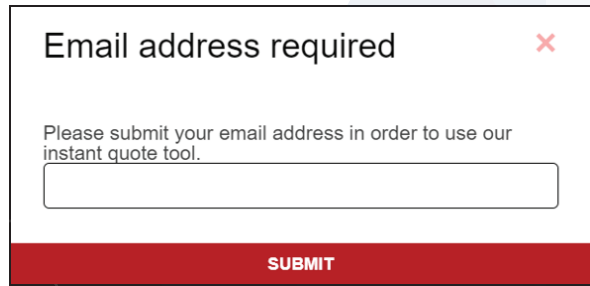 Email address required
Please submit your email address in order to use our
instant quote tool.
SUBMIT